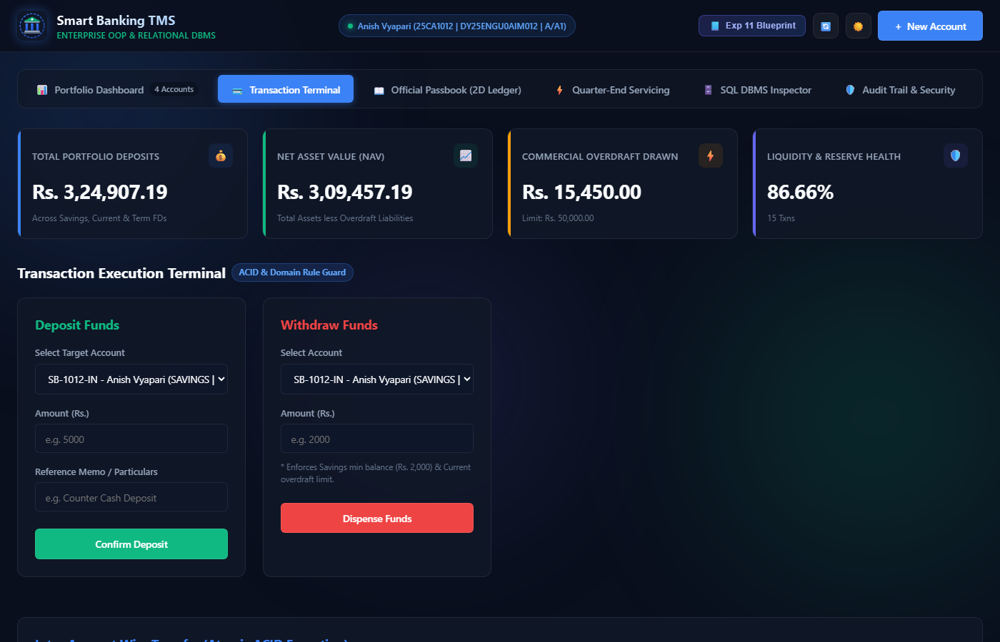 Smart Banking TMS
ENTERPRISE OOP & RELATIONAL DBMS
Anish Vyapari (25CA1012 | DY25ENGU0AIM012 | A/A1)
Exp 11 Blueprint
+ New Account
Portfolio Dashboard 4 Accounts
Transaction Terminal
Official Passbook (2D Ledger)
Quarter-End Servicing
SQL DBMS Inspector
Audit Trail & Security
TOTAL PORTFOLIO DEPOSITS
Rs. 3,24,907.19
Across Savings, Current & Term FDs
NET ASSET VALUE (NAV)
Rs. 3,09,457.19
Total Assets less Overdraft Liabilities
COMMERCIAL OVERDRAFT DRAWN
Rs. 15,450.00
Limit: Rs. 50,000.00
LIQUIDITY & RESERVE HEALTH
86.66%
15 Txns
Transaction Execution Terminal
ACID & Domain Rule Guard
Deposit Funds
Select Target Account
SB-1012-IN - Anish Vyapari (SAVINGS |
Amount (Rs.)
e.g. 5000
Reference Memo / Particulars
e.g. Counter Cash Deposit
Confirm Deposit
Withdraw Funds
Select Account
SB-1012-IN - Anish Vyapari (SAVINGS |
Amount (Rs.)
e.g. 2000
* Enforces Savings min balance (Rs. 2,000) & Current
overdraft limit.
Dispense Funds